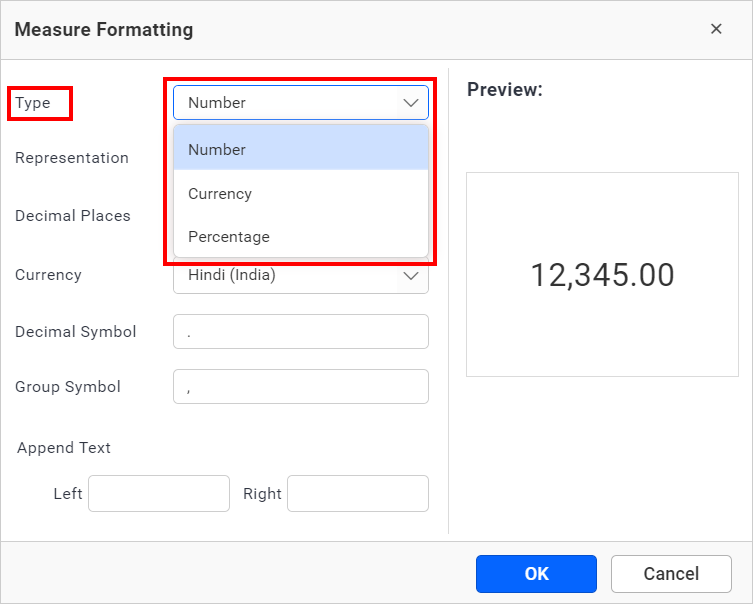 Measure Formatting
Type
Number
Number
Currency
Percentage
Representation
Decimal Places
Currency
Hindi (India)
Decimal Symbol
.
Group Symbol
,
Append Text
Left
Right
Preview:
12,345.00
OK
Cancel